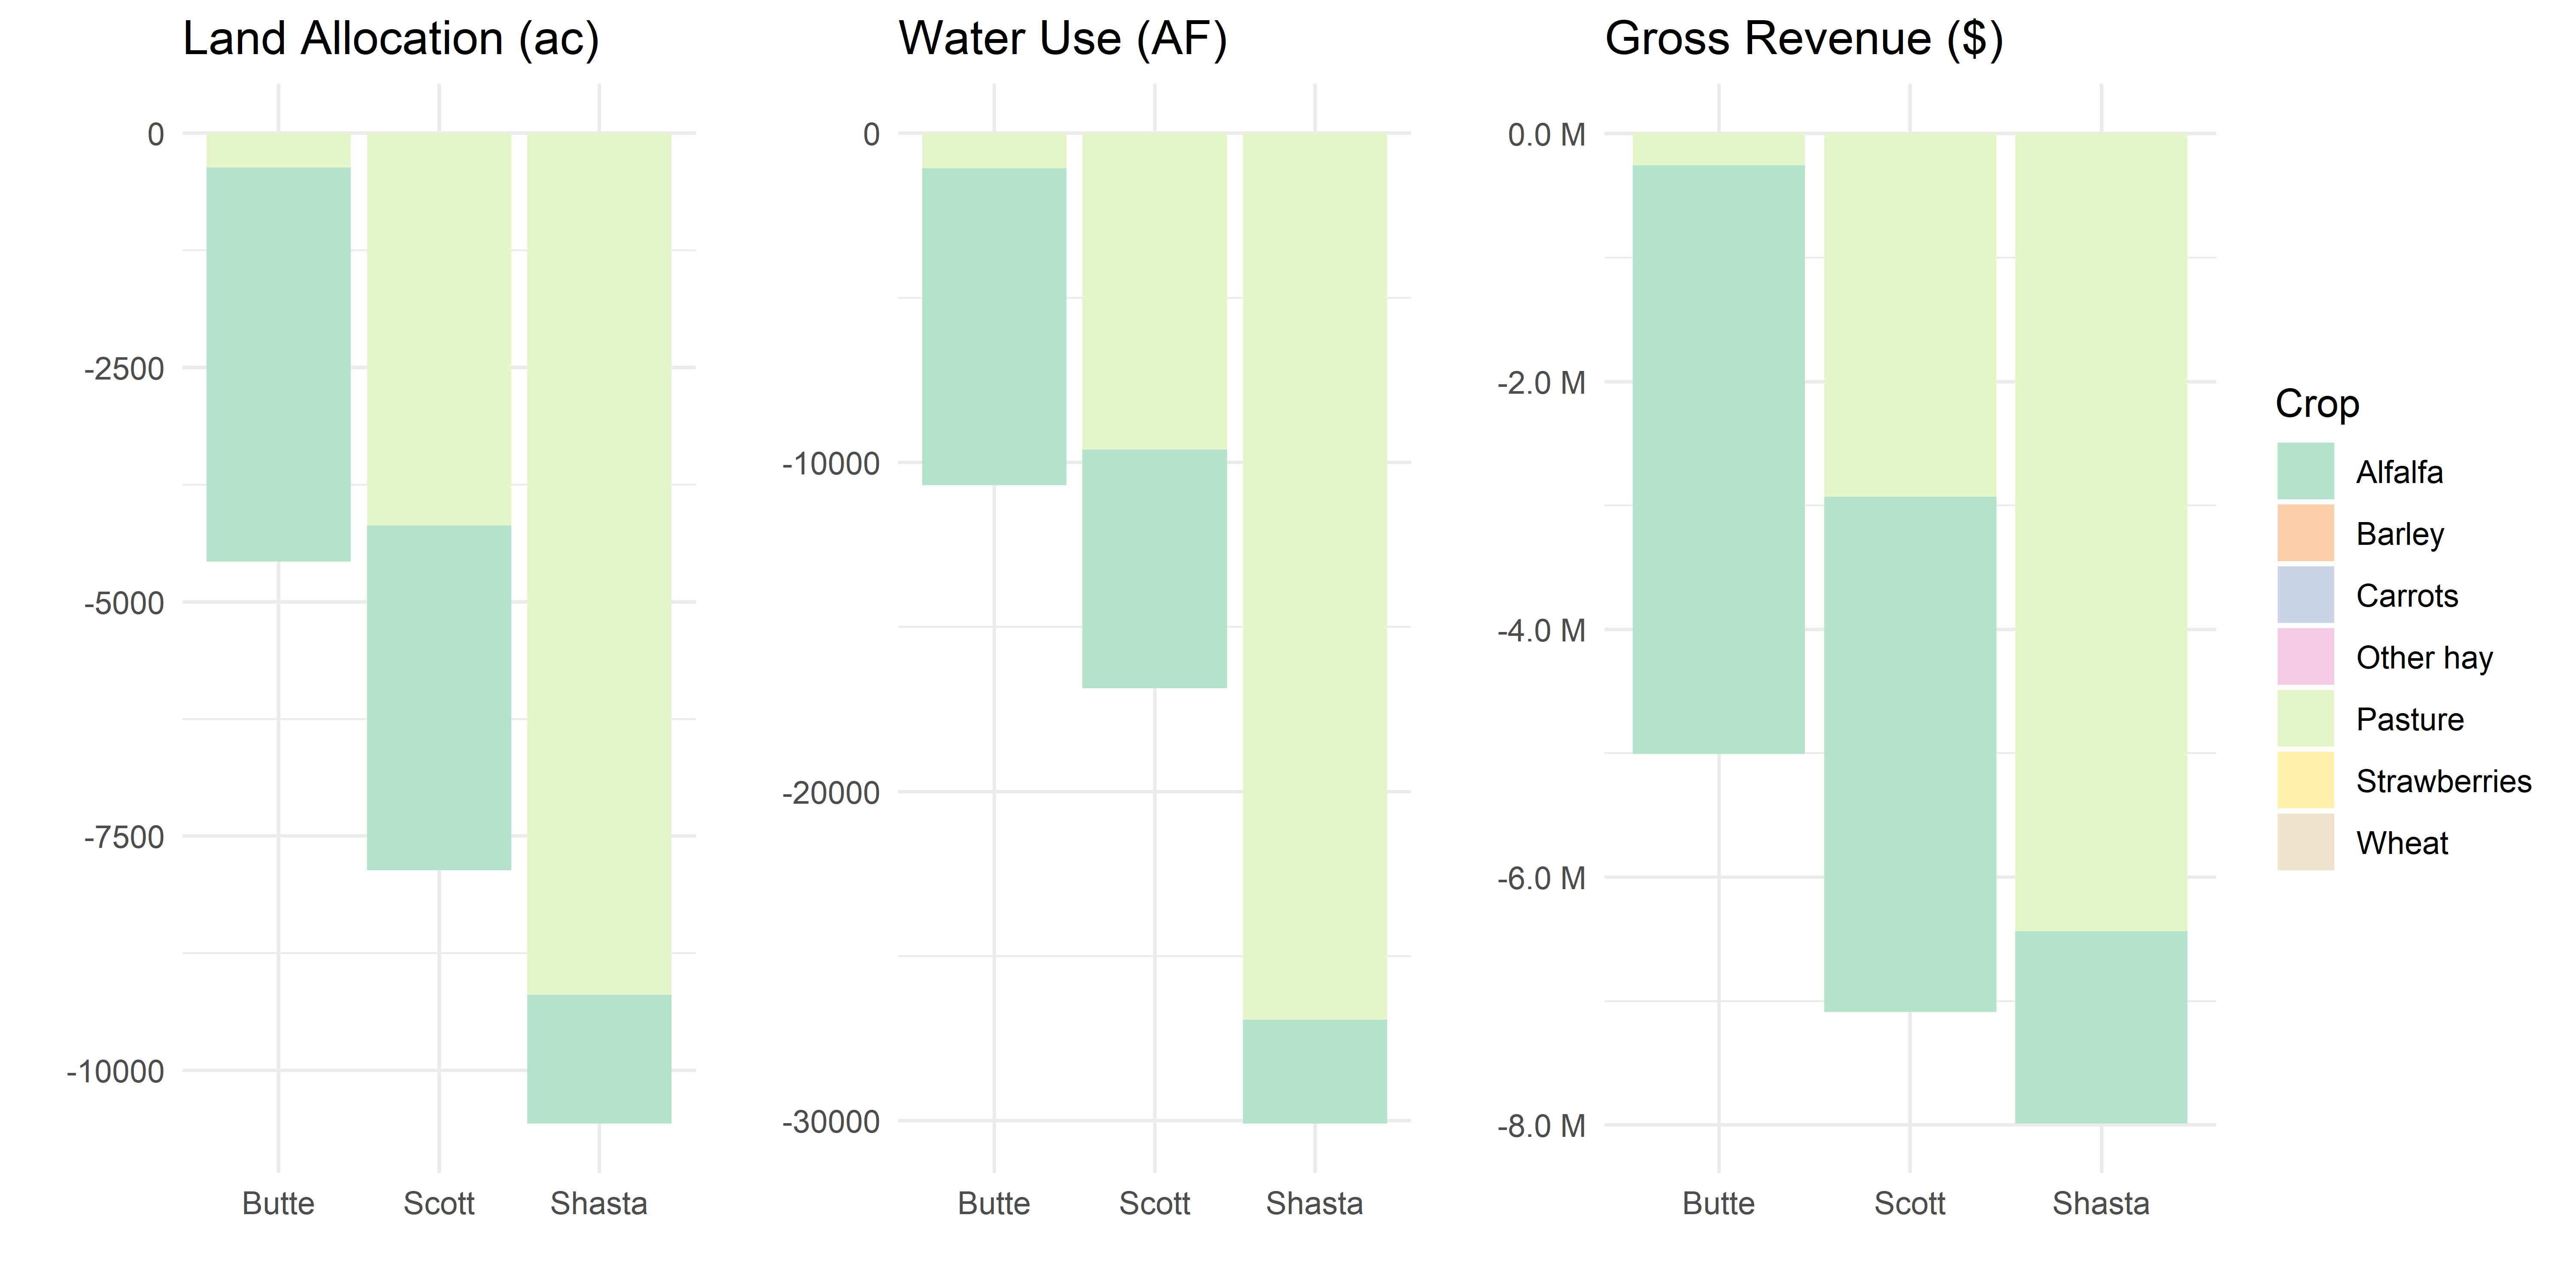 Land Allocation (ac)
0
-2500
-5000
-7500
-10000
Butte Scott Shasta
Water Use (AF)
0
-10000
-20000
-30000
Butte Scott Shasta
Gross Revenue ($)
0.0 M
-2.0 M
-4.0 M
-6.0 M
-8.0 M
Butte Scott Shasta
Crop
Alfalfa
Barley
Carrots
Other hay
Pasture
Strawberries
Wheat